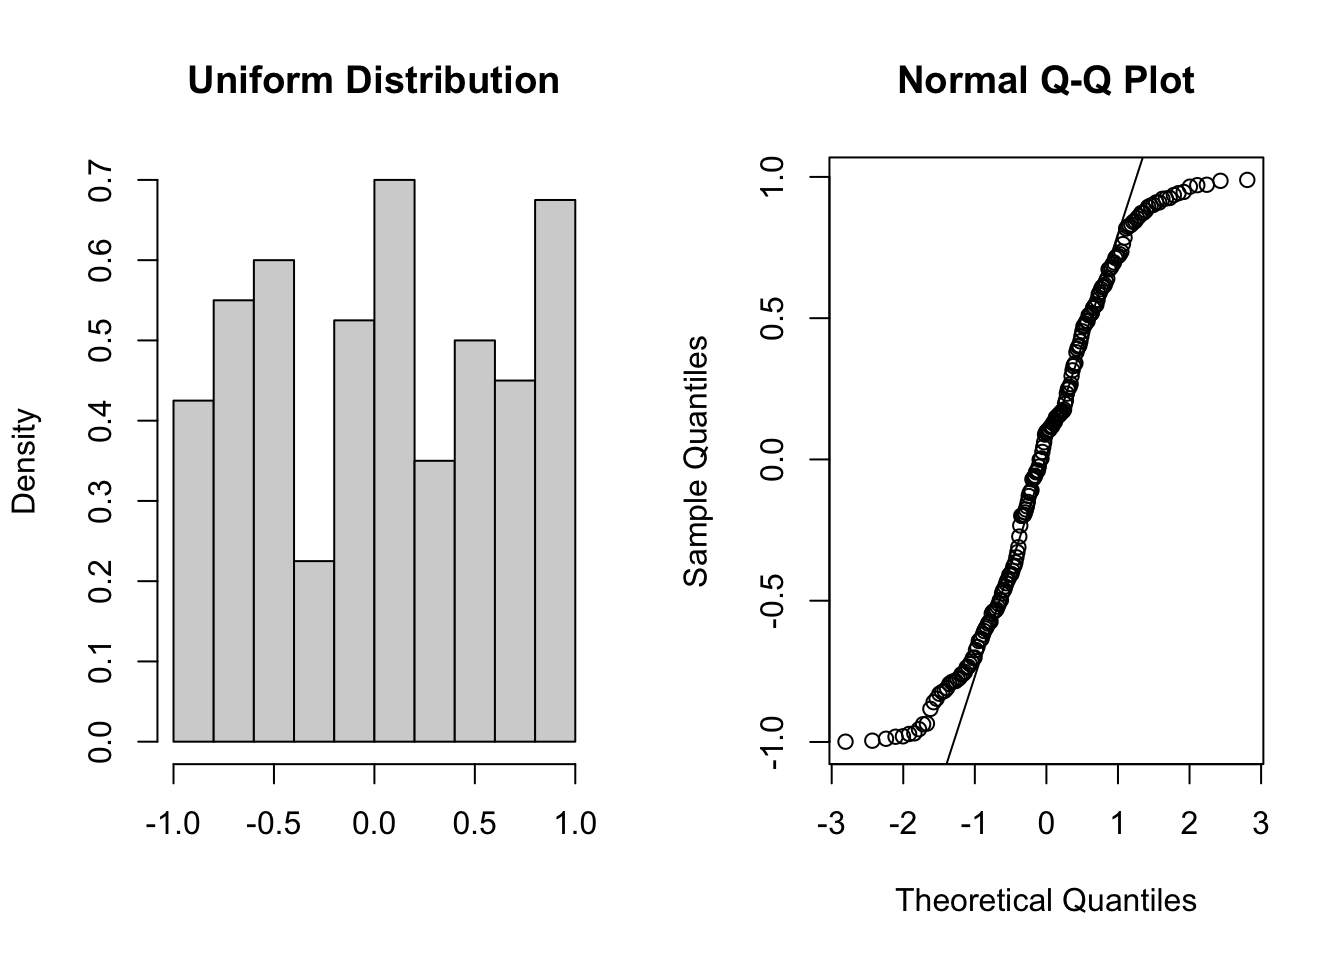 Uniform Distribution
Density
0.0 0.1 0.2 0.3 0.4 0.5 0.6 0.7
-1.0 -0.5 0.0 0.5 1.0
Normal Q-Q Plot
Sample Quantiles
-1.0 -0.5 0.0 0.5 1.0
-3 -2 -1 0 1 2 3
Theoretical Quantiles